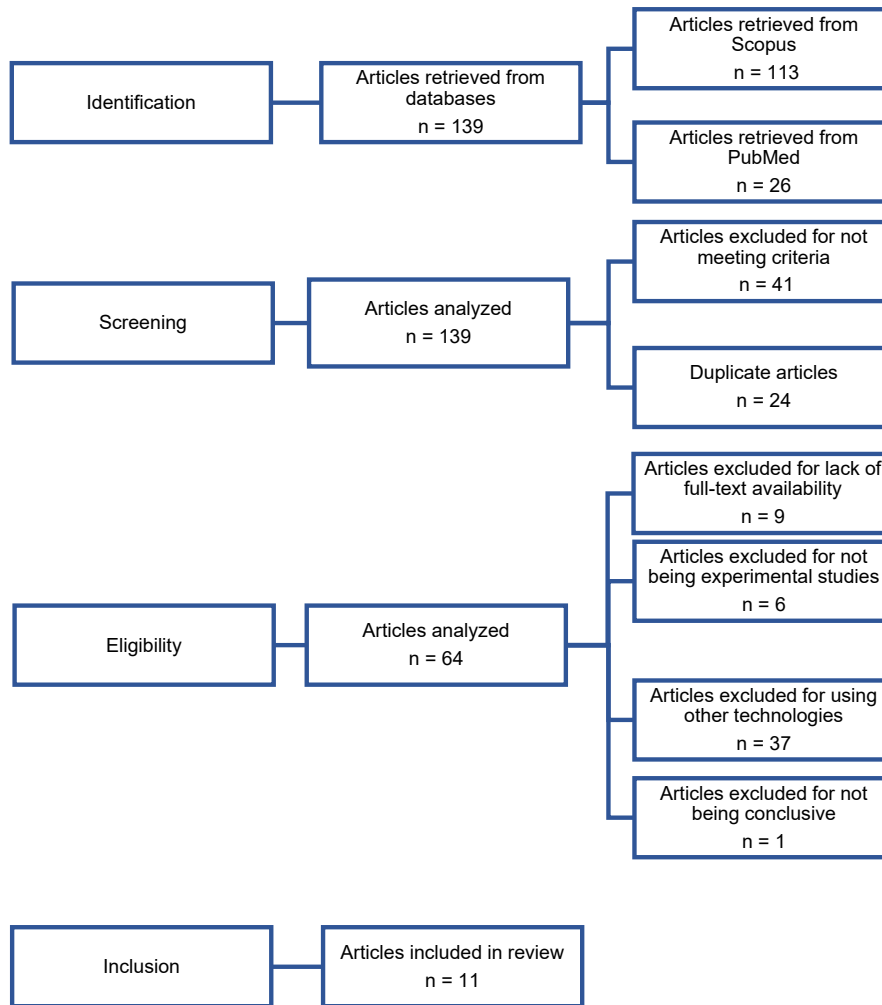 Identification
Articles retrieved from
databases
n = 139
Articles retrieved from
Scopus
n = 113
Articles retrieved from
PubMed
n = 26
Screening
Articles analyzed
n = 139
Articles excluded for not
meeting criteria
n = 41
Duplicate articles
n = 24
Eligibility
Articles analyzed
n = 64
Articles excluded for lack of
full-text availability
n = 9
Articles excluded for not
being experimental studies
n = 6
Articles excluded for using
other technologies
n = 37
Articles excluded for not
being conclusive
n = 1
Inclusion
Articles included in review
n = 11